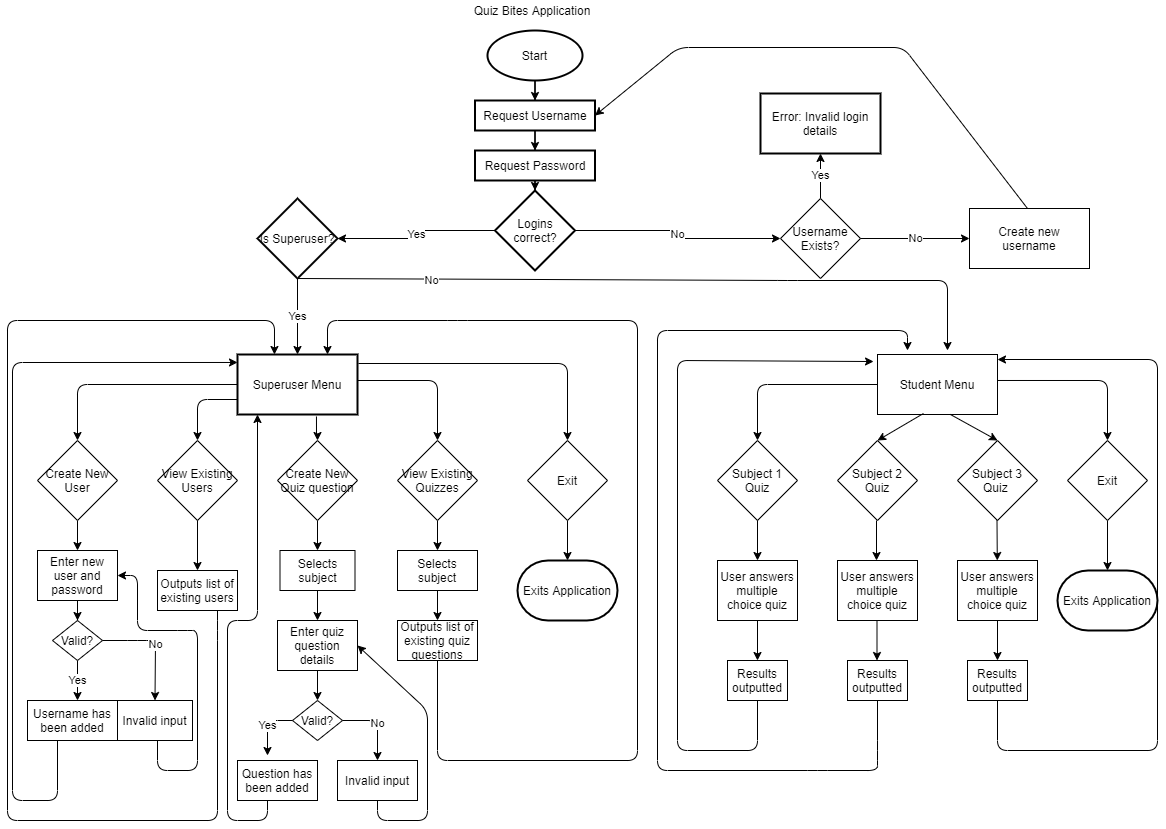 Quiz Bites Application
Start
Request Username
Error: Invalid login
details
Request Password
Yes
Logins
correct?
Is Superuser?
Yes
No
Username
Exists?
No
Create new
username
No
Yes
Superuser Menu
Student Menu
Create New
User
View Existing
Users
Create New
Quiz question
View Existing
Quizzes
Exit
Subject 1
Quiz
Subject 2
Quiz
Subject 3
Quiz
Exit
Enter new
user and
password
Outputs list of
existing users
Selects
subject
Selects
subject
Exits Application
User answers
multiple
choice quiz
User answers
multiple
choice quiz
User answers
multiple
choice quiz
Exits Application
Valid?
No
Yes
Enter quiz
question
details
Outputs list of
existing quiz
questions
Results
outputted
Results
outputted
Results
outputted
Username has
been added
Invalid input
Yes
Valid?
No
Question has
been added
Invalid input